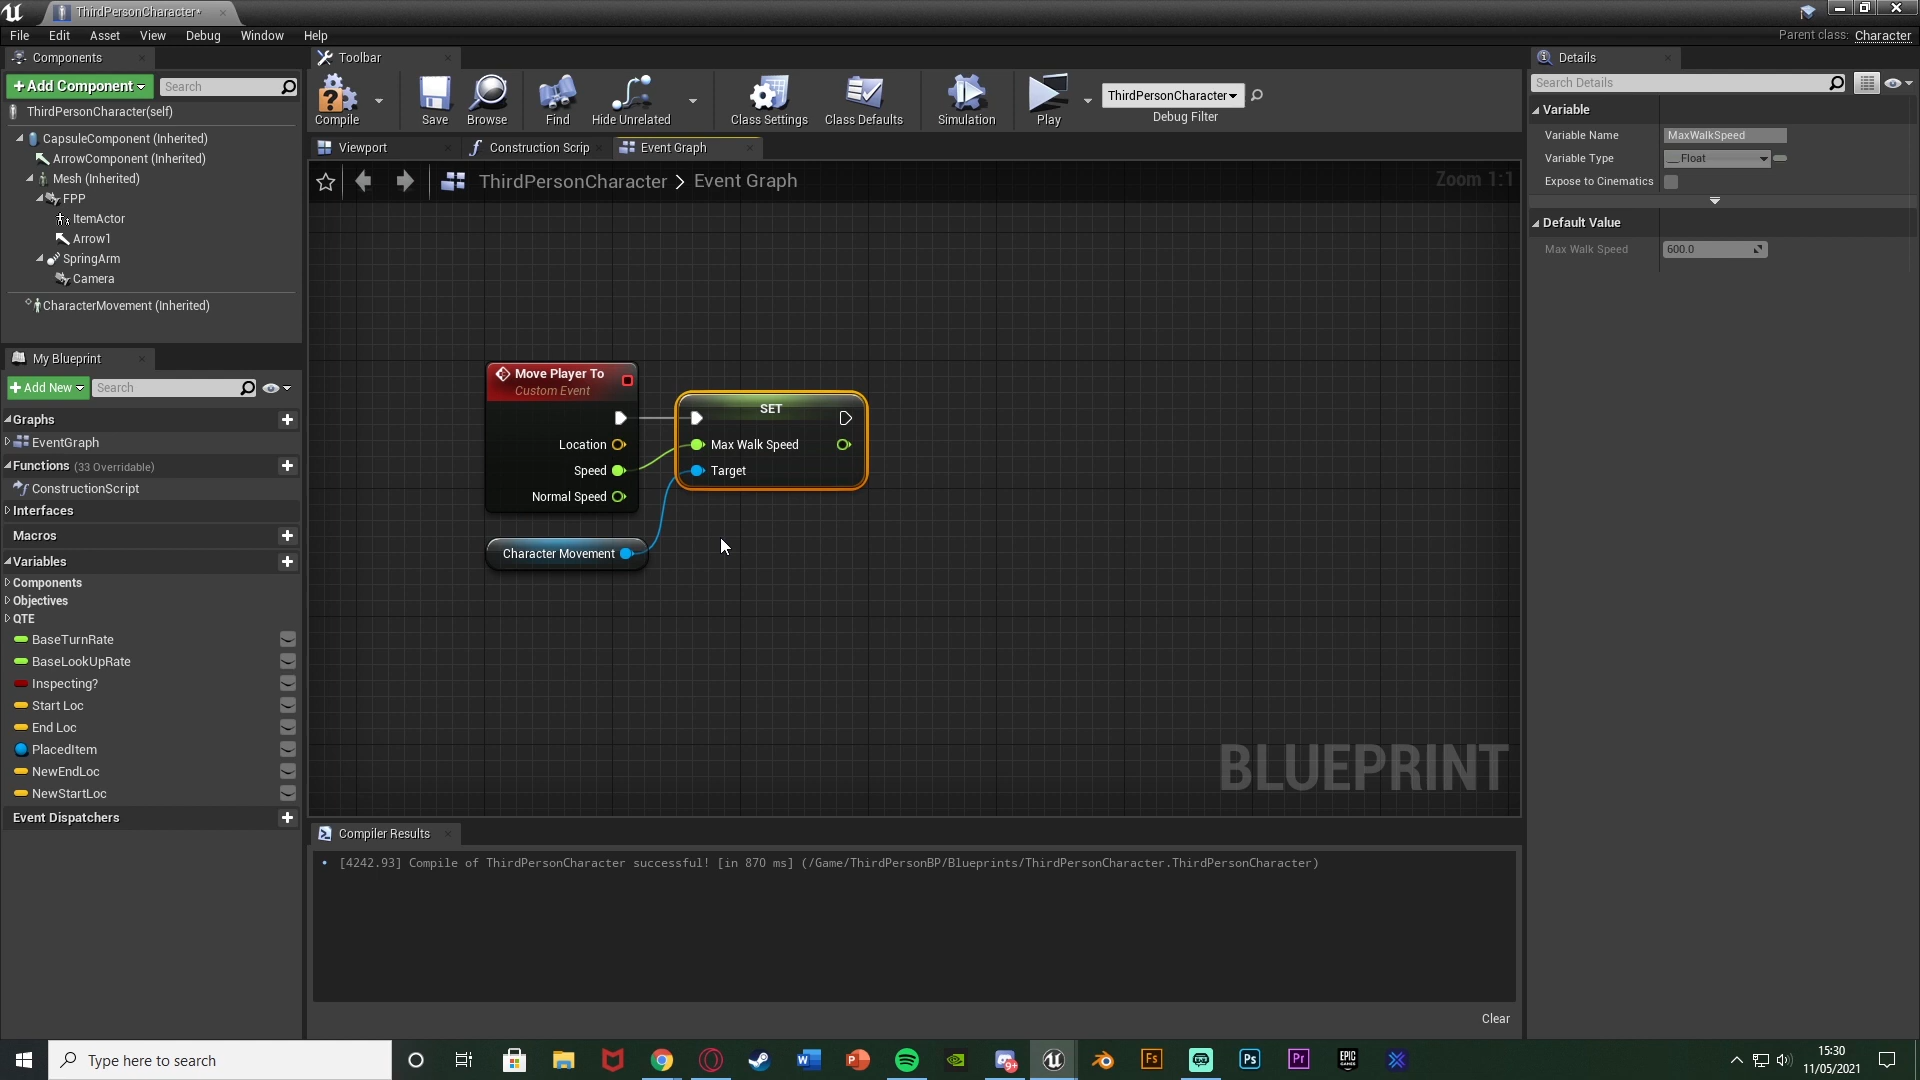 ThirdPersonCharacter*
File Edit Asset View Debug Window Help
Parent class: Character
Components
Toolbar
Details
Add Component
Search
ThirdPersonCharacter(self)
CapsuleComponent (Inherited)
ArrowComponent (Inherited)
Mesh (Inherited)
FPP
ItemActor
Arrow1
SpringArm
Camera
CharacterMovement (Inherited)
My Blueprint
Add New
Search
Graphs
EventGraph
Functions (33 Overridable)
ConstructionScript
Interfaces
Macros
Variables
Components
Objectives
QTE
BaseTurnRate
BaseLookUpRate
Inspecting?
Start Loc
End Loc
PlacedItem
NewEndLoc
NewStartLoc
Event Dispatchers
Compile
Save
Browse
Find
Hide Unrelated
Class Settings
Class Defaults
Simulation
Play
ThirdPersonCharacter
Debug Filter
Viewport
Construction Scrip
Event Graph
ThirdPersonCharacter > Event Graph
Zoom 1:1
Move Player To
Custom Event
Location
Speed
Normal Speed
Character Movement
SET
Max Walk Speed
Target
BLUEPRINT
Compiler Results
[4242.93] Compile of ThirdPersonCharacter successful! [in 870 ms] (/Game/ThirdPersonBP/Blueprints/ThirdPersonCharacter.ThirdPersonCharacter)
Clear
Search Details
Variable
Variable Name MaxWalkSpeed
Variable Type Float
Expose to Cinematics
Default Value
Max Walk Speed 600.0
Type here to search
15:30
11/05/2021